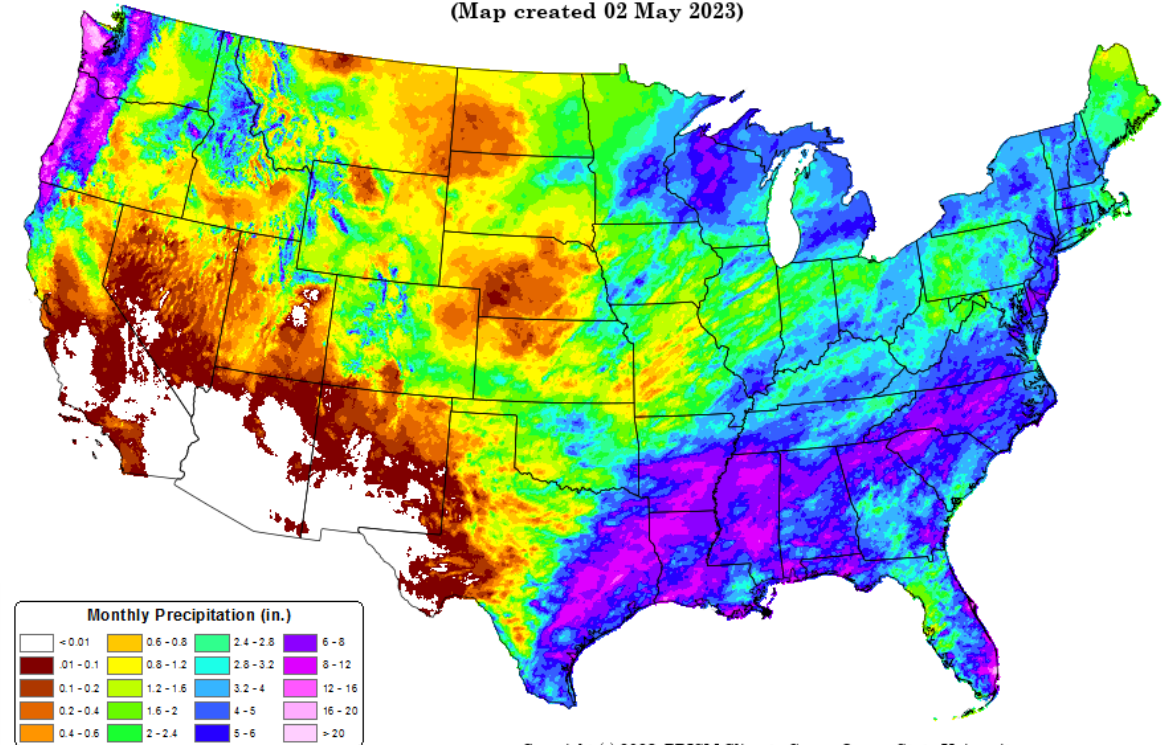 (Map created 02 May 2023)
Monthly Precipitation (in.)
< 0.01 0.6 - 0.8 2.4 - 2.8 6 - 8
.01 - 0.1 0.8 - 1.2 2.8 - 3.2 8 - 12
0.1 - 0.2 1.2 - 1.6 3.2 - 4 12 - 16
0.2 - 0.4 1.6 - 2 4 - 5 16 - 20
0.4 - 0.6 2 - 2.4 5 - 6 > 20